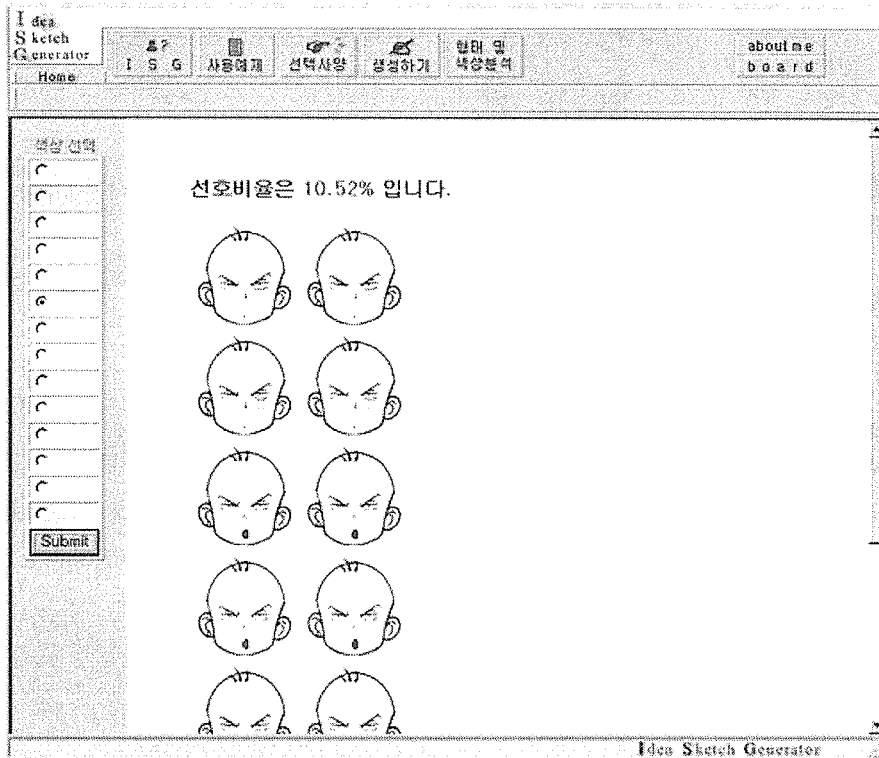 Idea
Sketch
Generator
Home
I S G
사용예제
선택사양
생성하기
형태 및
색상분석
about me
board
색상 선택
선호비율은 10.52% 입니다.
Submit
Idea Sketch Generator